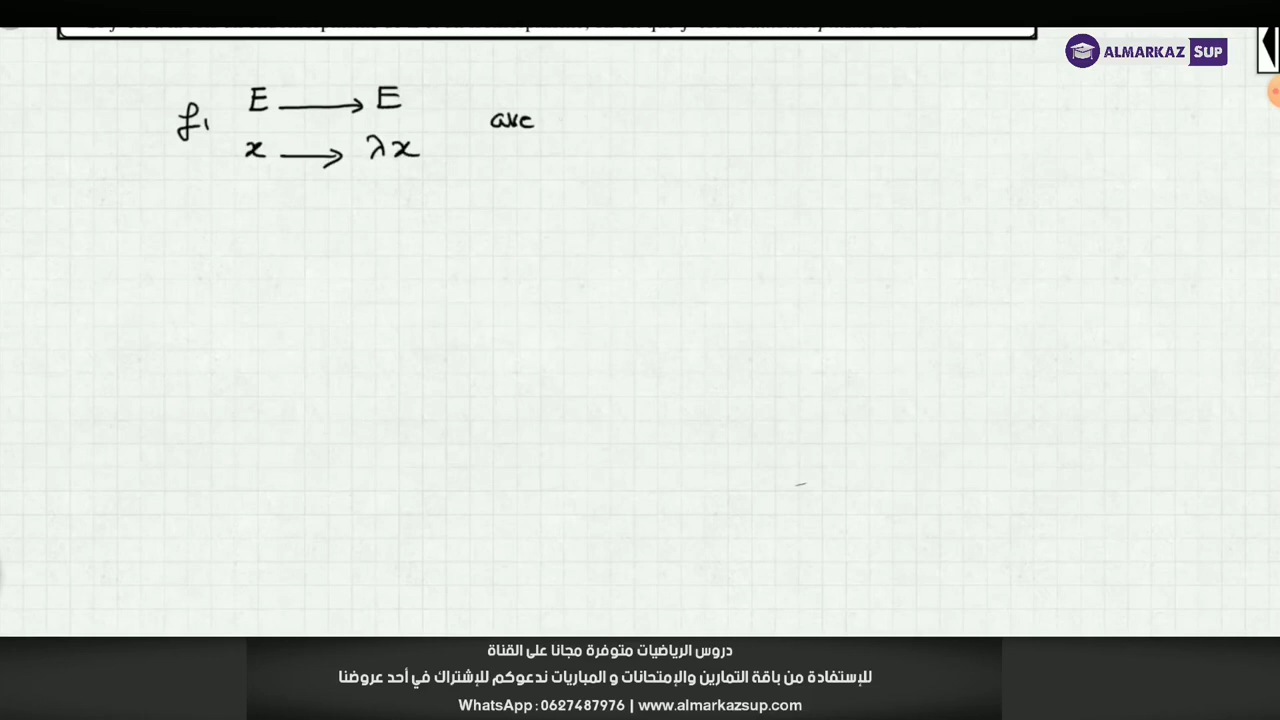 ALMARKAZ SUP
E ⟶ E
f₁
avec
x ⟶ λx
دروس الرياضيات متوفرة مجانا على القناة
للإستفادة من باقة التمارين والإمتحانات و المباريات ندعوكم للإشتراك في أحد عروضنا
WhatsApp : 0627487976 | www.almarkazsup.com